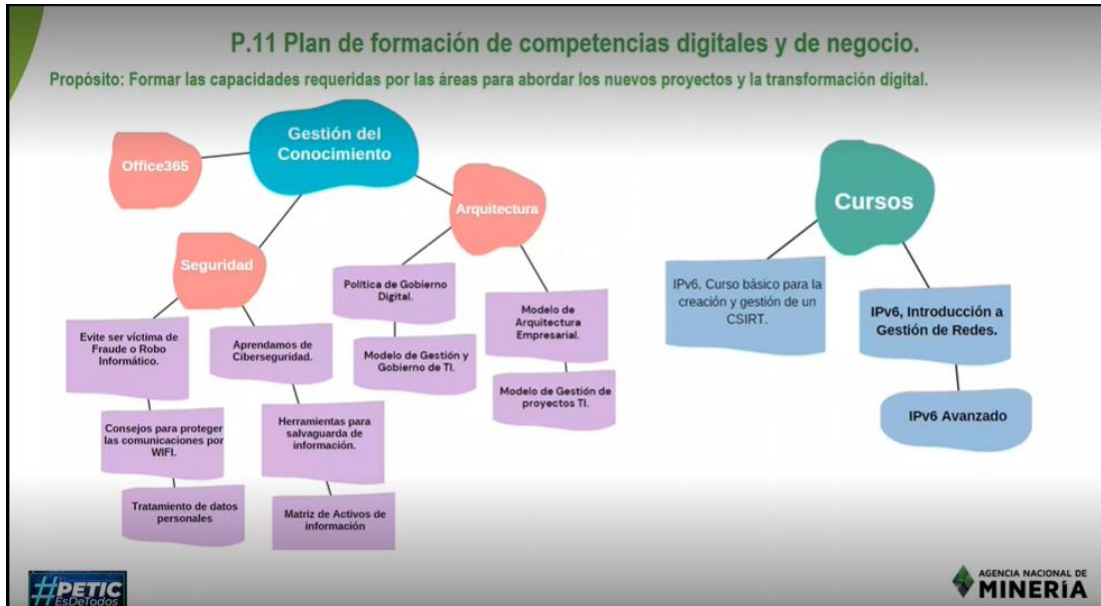 P.11 Plan de formación de competencias digitales y de negocio.
Propósito: Formar las capacidades requeridas por las áreas para abordar los nuevos proyectos y la transformación digital.
Gestión del
Conocimiento
Office365
Arquitectura
Seguridad
Evite ser víctima de
Fraude o Robo
Informático.
Consejos para proteger
las comunicaciones por
WIFI.
Tratamiento de datos
personales
Aprendamos de
Ciberseguridad.
Herramientas para
salvaguarda de
información.
Matriz de Activos de
información
Política de Gobierno
Digital.
Modelo de Gestión y
Gobierno de TI.
Modelo de
Arquitectura
Empresarial.
Modelo de Gestión de
proyectos TI.
Cursos
IPv6, Curso básico para la
creación y gestión de un
CSIRT.
IPv6, Introducción a
Gestión de Redes.
IPv6 Avanzado
#PETIC
EsDeTodos
AGENCIA NACIONAL DE
MINERÍA